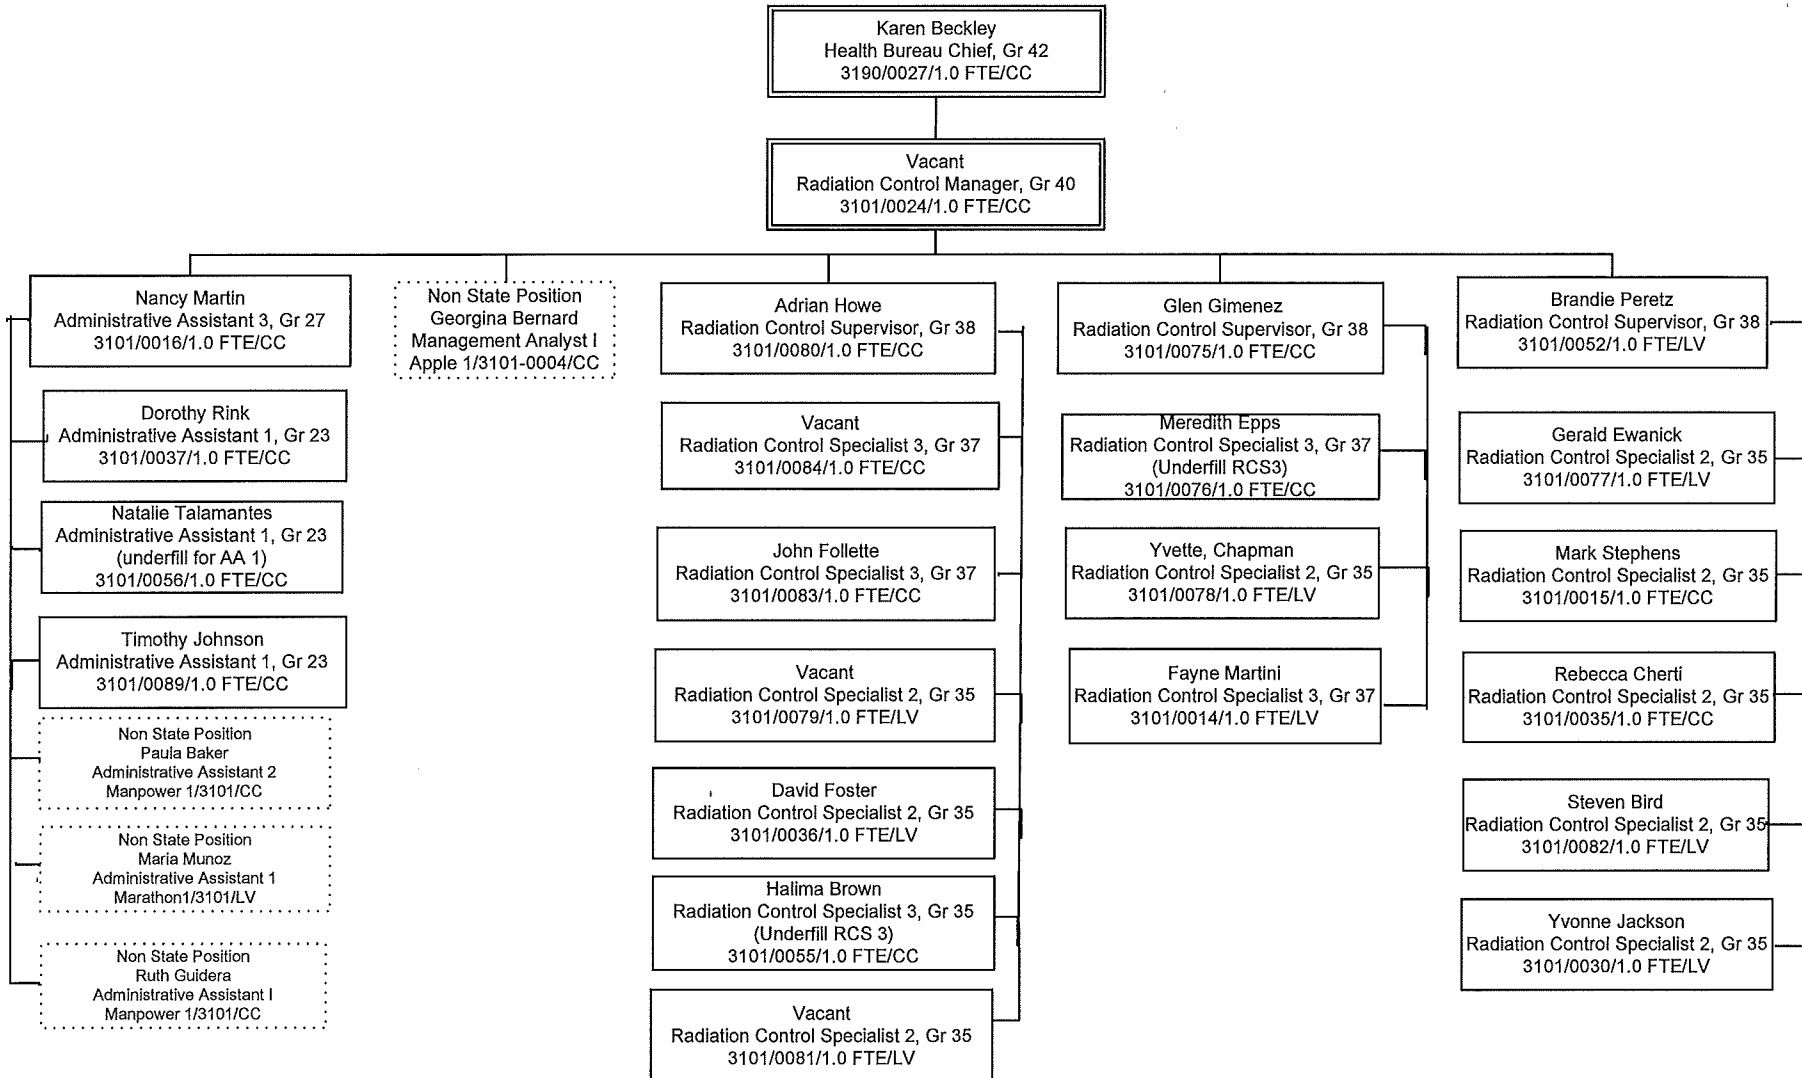 Karen Beckley
Health Bureau Chief, Gr 42
3190/0027/1.0 FTE/CC
Vacant
Radiation Control Manager, Gr 40
3101/0024/1.0 FTE/CC
Nancy Martin
Administrative Assistant 3, Gr 27
3101/0016/1.0 FTE/CC
Dorothy Rink
Administrative Assistant 1, Gr 23
3101/0037/1.0 FTE/CC
Natalie Talamantes
Administrative Assistant 1, Gr 23
(underfill for AA 1)
3101/0056/1.0 FTE/CC
Timothy Johnson
Administrative Assistant 1, Gr 23
3101/0089/1.0 FTE/CC
Non State Position
Paula Baker
Administrative Assistant 2
Manpower 1/3101/CC
Non State Position
Maria Munoz
Administrative Assistant 1
Marathon1/3101/LV
Non State Position
Ruth Guidera
Administrative Assistant I
Manpower 1/3101/CC
Non State Position
Georgina Bernard
Management Analyst I
Apple 1/3101-0004/CC
Adrian Howe
Radiation Control Supervisor, Gr 38
3101/0080/1.0 FTE/CC
Vacant
Radiation Control Specialist 3, Gr 37
3101/0084/1.0 FTE/CC
John Follette
Radiation Control Specialist 3, Gr 37
3101/0083/1.0 FTE/CC
Vacant
Radiation Control Specialist 2, Gr 35
3101/0079/1.0 FTE/LV
David Foster
Radiation Control Specialist 2, Gr 35
3101/0036/1.0 FTE/LV
Halima Brown
Radiation Control Specialist 3, Gr 35
(Underfill RCS 3)
3101/0055/1.0 FTE/CC
Vacant
Radiation Control Specialist 2, Gr 35
3101/0081/1.0 FTE/LV
Glen Gimenez
Radiation Control Supervisor, Gr 38
3101/0075/1.0 FTE/CC
Meredith Epps
Radiation Control Specialist 3, Gr 37
(Underfill RCS3)
3101/0076/1.0 FTE/CC
Yvette, Chapman
Radiation Control Specialist 2, Gr 35
3101/0078/1.0 FTE/LV
Fayne Martini
Radiation Control Specialist 3, Gr 37
3101/0014/1.0 FTE/LV
Brandie Peretz
Radiation Control Supervisor, Gr 38
3101/0052/1.0 FTE/LV
Gerald Ewanick
Radiation Control Specialist 2, Gr 35
3101/0077/1.0 FTE/LV
Mark Stephens
Radiation Control Specialist 2, Gr 35
3101/0015/1.0 FTE/CC
Rebecca Cherti
Radiation Control Specialist 2, Gr 35
3101/0035/1.0 FTE/CC
Steven Bird
Radiation Control Specialist 2, Gr 35
3101/0082/1.0 FTE/LV
Yvonne Jackson
Radiation Control Specialist 2, Gr 35
3101/0030/1.0 FTE/LV